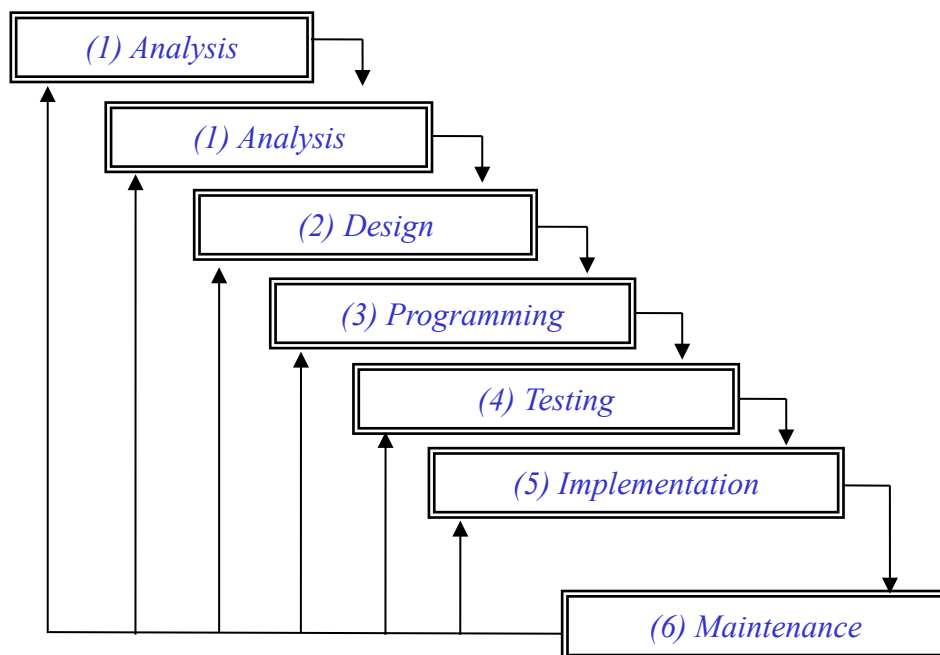 (1) Analysis
(1) Analysis
(2) Design
(3) Programming
(4) Testing
(5) Implementation
(6) Maintenance